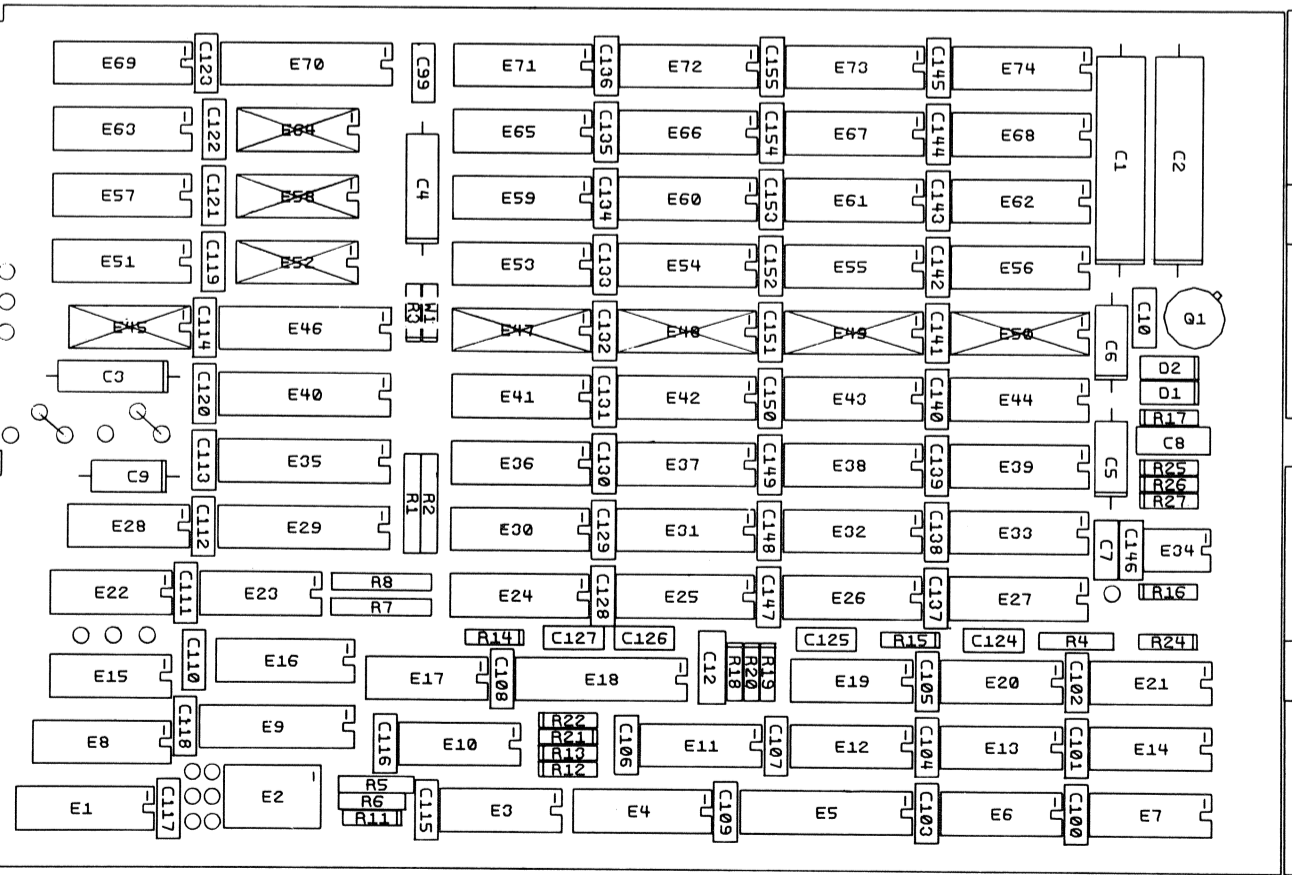 E69 C123 E70 C99 E71 C136 E72 C155 E73 C145 E74
E63 C122 E64 E65 C135 E66 C154 E67 C144 E68
C4 C1 C2
E57 C121 E58 E59 C134 E60 C153 E61 C143 E62
E51 C119 E52 E53 C133 E54 C152 E55 C142 E56
E45 C114 E46 R3 W1 E47 C132 E48 C151 E49 C141 E50 C6 C10 Q1
D2
C3 C120 E40 E41 C131 E42 C150 E43 C140 E44 D1
R17
C113 E35 E36 C130 E37 C149 E38 C139 E39 C5 C8
C9 R25
R26
R1 R2 R27
E28 C112 E29 E30 C129 E31 C148 E32 C138 E33 C7 C146 E34
E22 C111 E23 R8 E24 C128 E25 C147 E26 C137 E27 R16
R7
R14 C127 C126 C125 R15 C124 R4 R24
E15 C110 E16 E17 C108 E18 C12 R18 R20 R19 E19 C105 E20 C102 E21
E8 C118 E9 C116 E10 R22 C106 E11 C107 E12 C104 E13 C101 E14
R21
R13
R12
R5
E1 C117 E2 R6 C115 E3 E4 C109 E5 C103 E6 C100 E7
R11